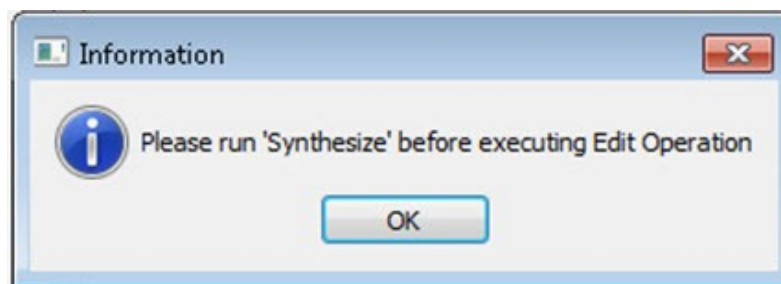 Information
Please run 'Synthesize' before executing Edit Operation
OK